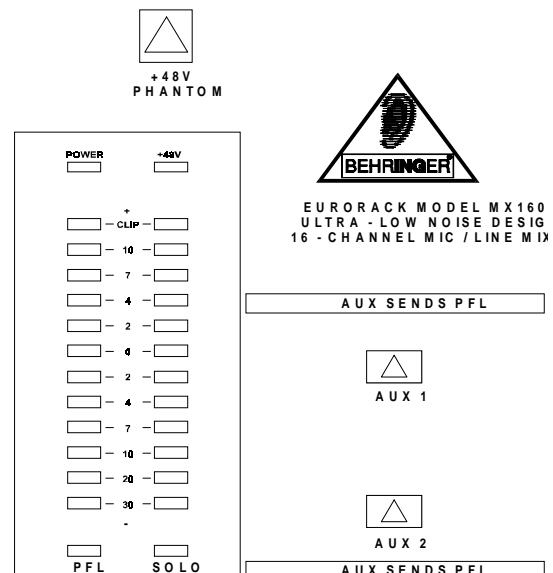 +48V
PHANTOM
BEHRINGER
EURORACK MODEL MX160
ULTRA - LOW NOISE DESIG
16 - CHANNEL MIC / LINE MIX
POWER +48V
+
CLIP
10
7
4
2
0
2
4
7
10
20
30
-
PFL SOLO
AUX SENDS PFL
AUX 1
AUX 2
AUX SENDS PFL